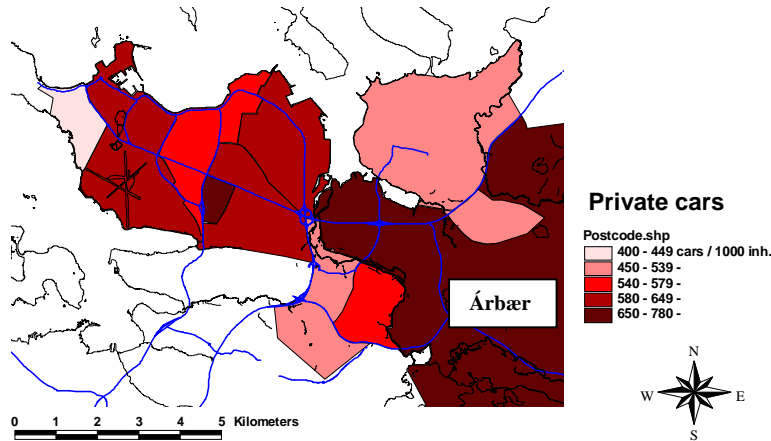 Private cars
Postcode.shp
400 - 449 cars / 1000 inh.
450 - 539 -
540 - 579 -
580 - 649 -
650 - 780 -
Árbær
N
W E
S
0 1 2 3 4 5 Kilometers